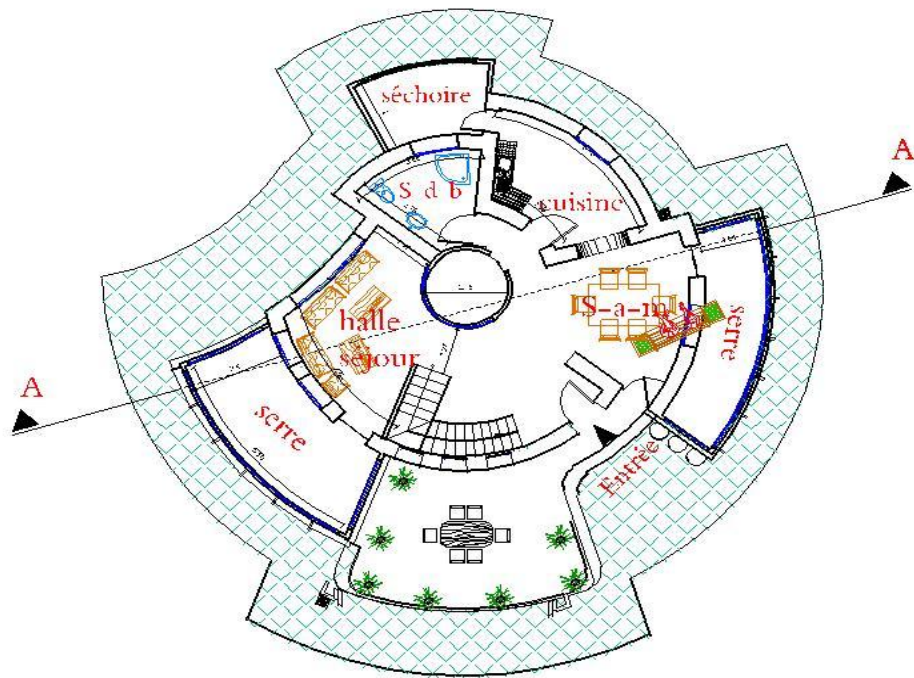 séchoire
A
S d b
cuisine
halle
séjour
S-a-m
serre
serre
A
Entrée